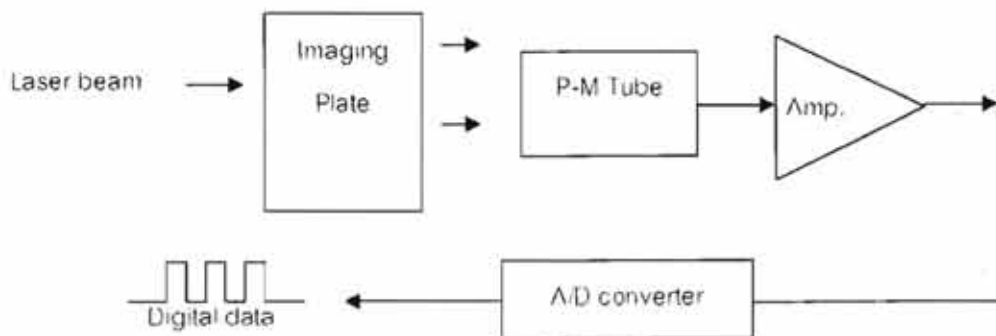 Laser beam
Imaging
Plate
P-M Tube
Amp.
A/D converter
Digital data